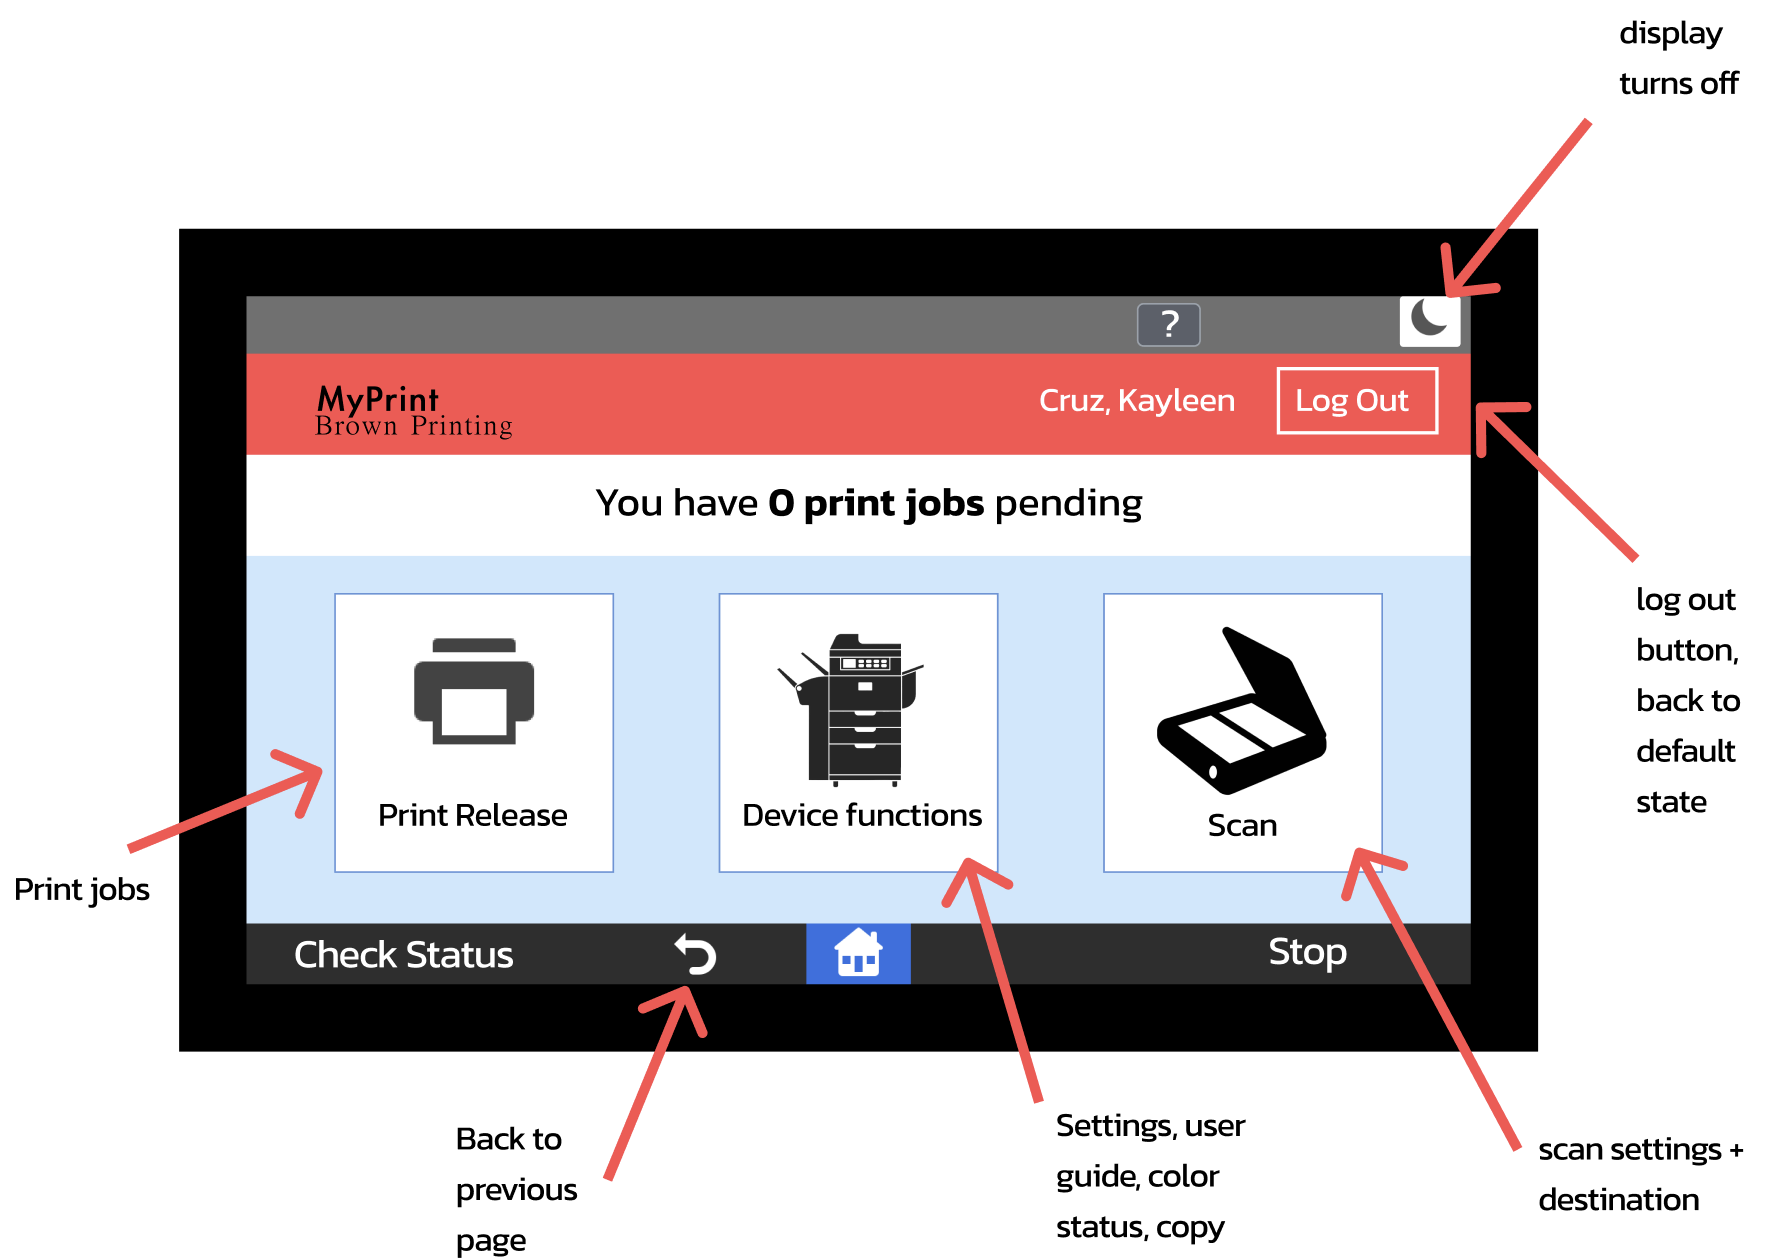 display
turns off
?
MyPrint
Brown Printing
Cruz, Kayleen
Log Out
You have 0 print jobs pending
log out
button,
back to
default
state
Print Release
Device functions
Scan
Print jobs
Check Status
Stop
Back to
previous
page
Settings, user
guide, color
status, copy
scan settings +
destination